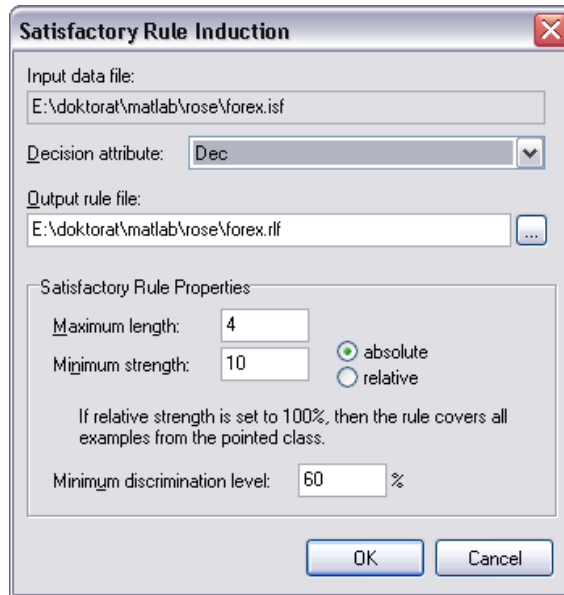 Satisfactory Rule Induction
Input data file:
E:\doktorat\matlab\rose\forex.isf
Decision attribute: Dec
Output rule file:
E:\doktorat\matlab\rose\forex.rlf ...
Satisfactory Rule Properties
Maximum length: 4
Minimum strength: 10
absolute
relative
If relative strength is set to 100%, then the rule covers all
examples from the pointed class.
Minimum discrimination level: 60 %
OK Cancel